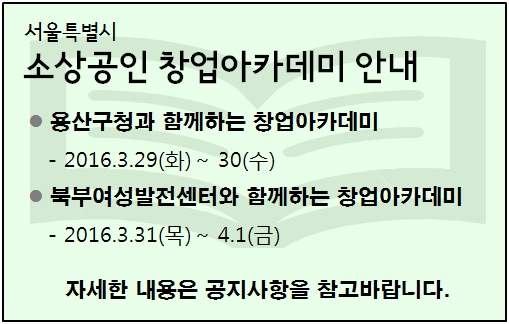 서울특별시
소상공인 창업아카데미 안내
● 용산구청과 함께하는 창업아카데미
- 2016.3.29(화) ~ 30(수)
● 북부여성발전센터와 함께하는 창업아카데미
- 2016.3.31(목) ~ 4.1(금)
자세한 내용은 공지사항을 참고바랍니다.